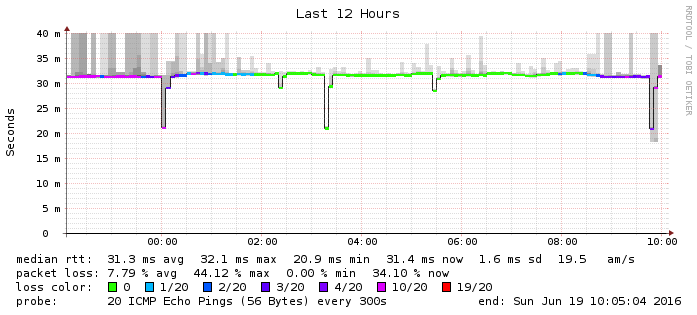 Last 12 Hours
RRDTOOL / TOBI OETIKER
Seconds
40 m
35 m
30 m
25 m
20 m
15 m
10 m
5 m
0
00:00 02:00 04:00 06:00 08:00 10:00
median rtt: 31.3 ms avg 32.1 ms max 20.9 ms min 31.4 ms now 1.6 ms sd 19.5 am/s
packet loss: 7.79 % avg 44.12 % max 0.00 % min 34.10 % now
loss color: 0 1/20 2/20 3/20 4/20 10/20 19/20
probe: 20 ICMP Echo Pings (56 Bytes) every 300s end: Sun Jun 19 10:05:04 2016